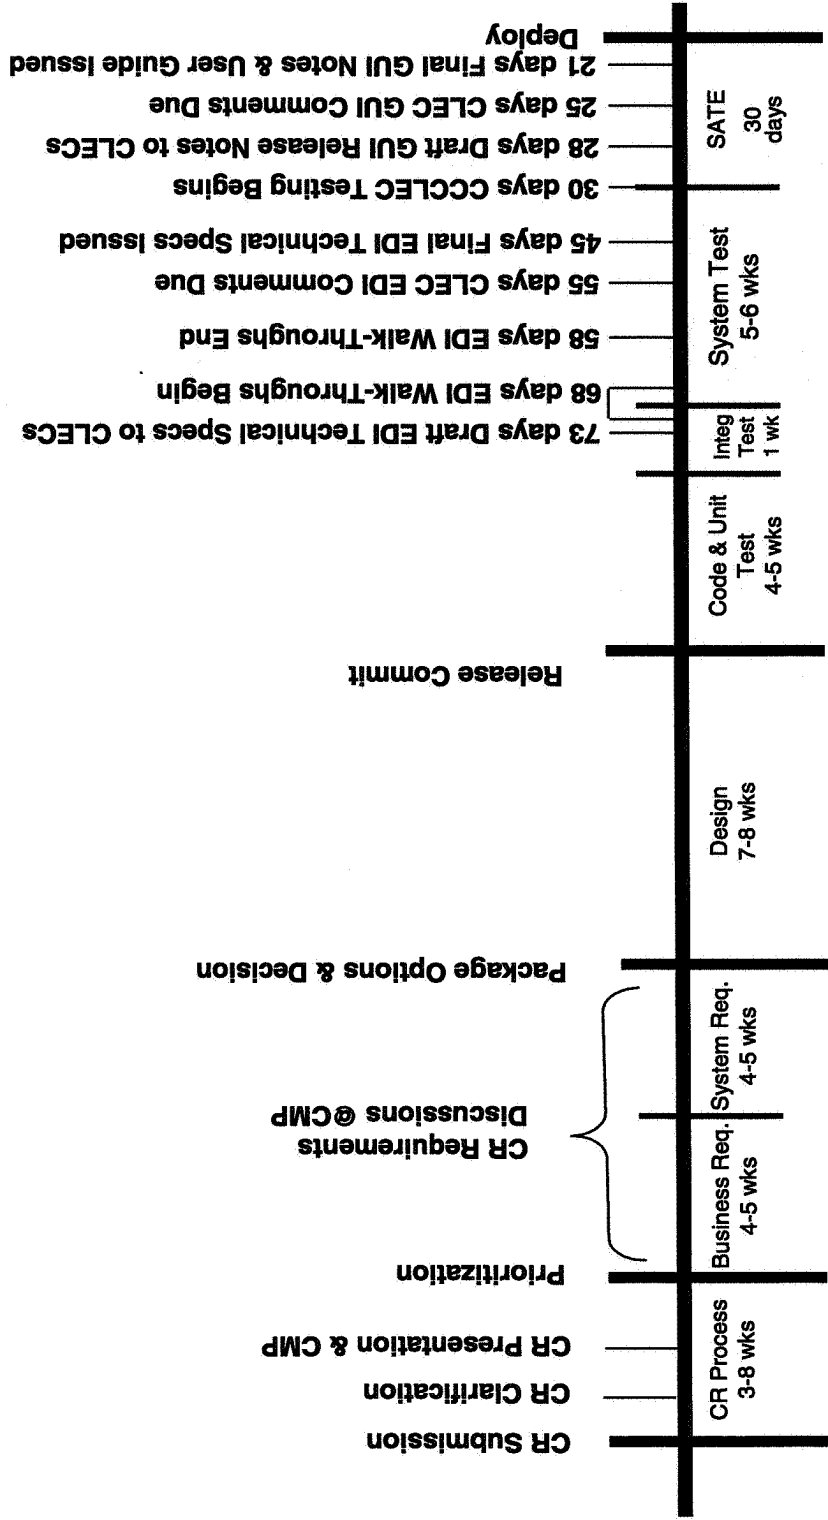 CR Submission
CR Clarification
CR Presentation & CMP
Prioritization
CR Requirements
Discussions @CMP
Package Options & Decision
Release Commit
73 days Draft EDI Technical Specs to CLECs
68 days EDI Walk-Throughs Begin
58 days EDI Walk-Throughs End
55 days CLEC EDI Comments Due
45 days Final EDI Technical Specs Issued
30 days CCCLEC Testing Begins
28 days Draft GUI Release Notes to CLECs
25 days CLEC GUI Comments Due
21 days Final GUI Notes & User Guide Issued
Deploy
CR Process
3-8 wks
Business Req.
4-5 wks
System Req.
4-5 wks
Design
7-8 wks
Code & Unit
Test
4-5 wks
Integ
Test
1 wk
System Test
5-6 wks
SATE
30
days